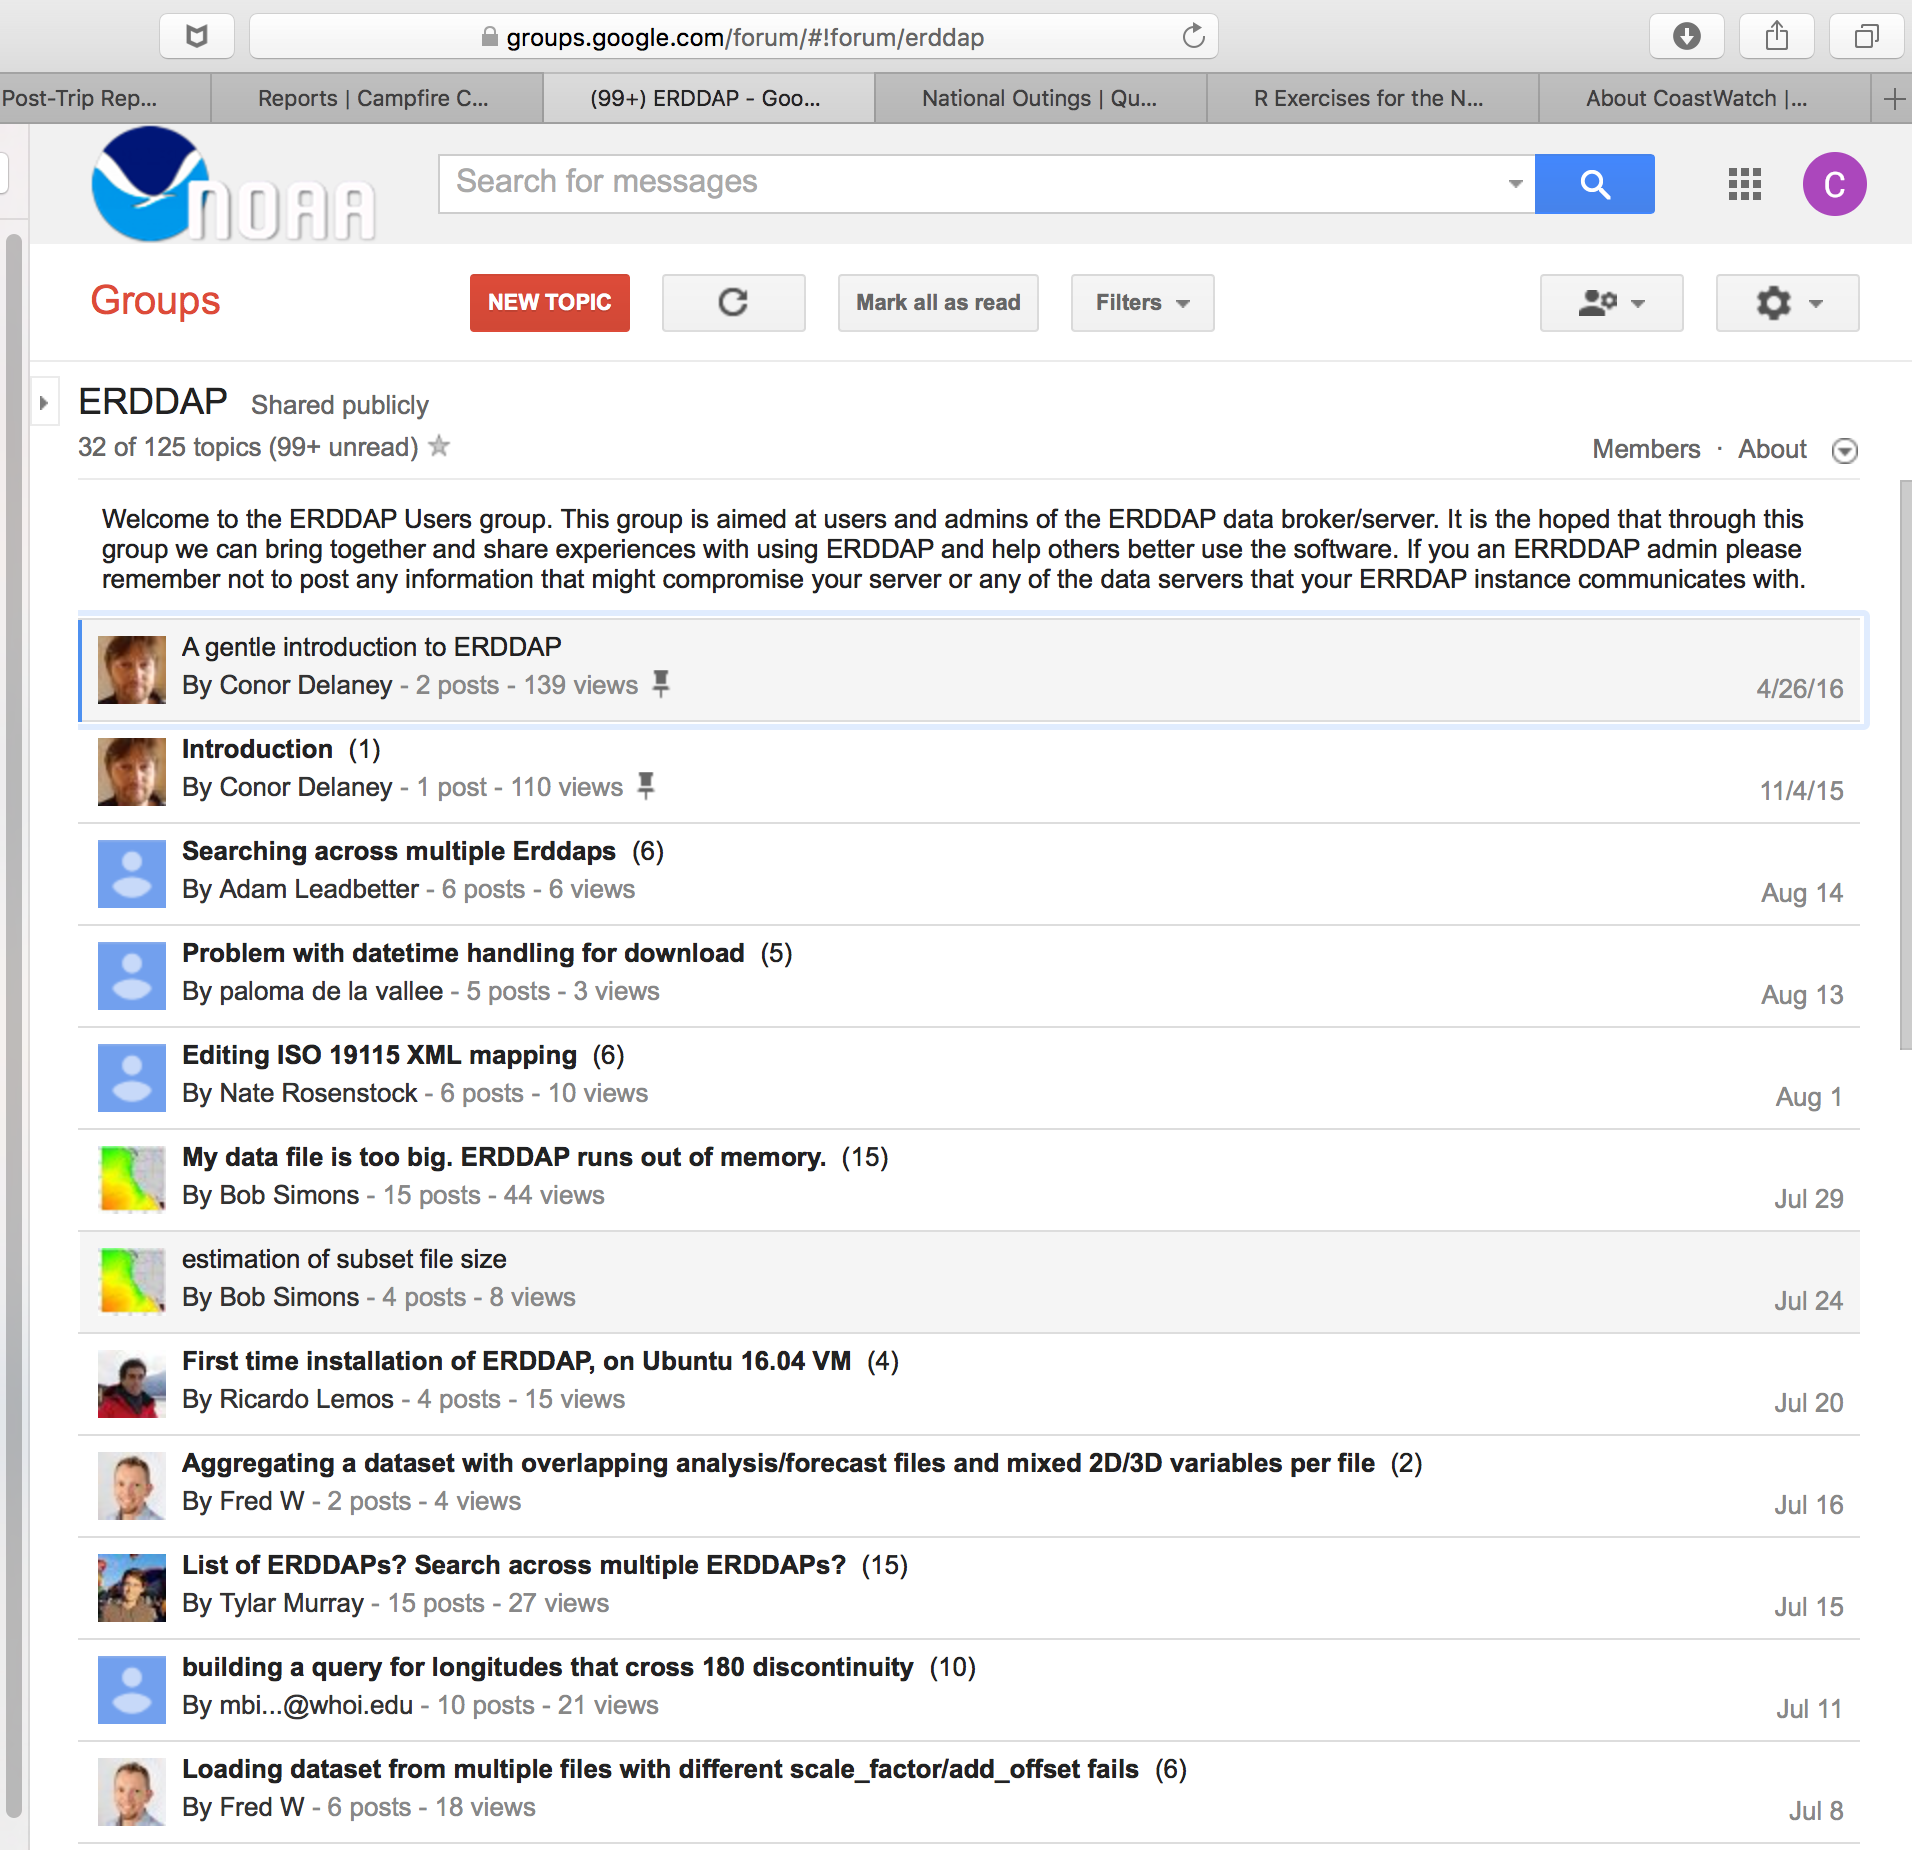 groups.google.com/forum/#!forum/erddap
Post-Trip Rep...
Reports | Campfire C...
(99+) ERDDAP - Goo...
National Outings | Qu...
R Exercises for the N...
About CoastWatch |...
NOAA
Search for messages
C
Groups
NEW TOPIC
Mark all as read
Filters
ERDDAP Shared publicly
32 of 125 topics (99+ unread)
Members · About
Welcome to the ERDDAP Users group. This group is aimed at users and admins of the ERDDAP data broker/server. It is the hoped that through this
group we can bring together and share experiences with using ERDDAP and help others better use the software. If you an ERRDDAP admin please
remember not to post any information that might compromise your server or any of the data servers that your ERRDAP instance communicates with.
A gentle introduction to ERDDAP
By Conor Delaney - 2 posts - 139 views
4/26/16
Introduction (1)
By Conor Delaney - 1 post - 110 views
11/4/15
Searching across multiple Erddaps (6)
By Adam Leadbetter - 6 posts - 6 views
Aug 14
Problem with datetime handling for download (5)
By paloma de la vallee - 5 posts - 3 views
Aug 13
Editing ISO 19115 XML mapping (6)
By Nate Rosenstock - 6 posts - 10 views
Aug 1
My data file is too big. ERDDAP runs out of memory. (15)
By Bob Simons - 15 posts - 44 views
Jul 29
estimation of subset file size
By Bob Simons - 4 posts - 8 views
Jul 24
First time installation of ERDDAP, on Ubuntu 16.04 VM (4)
By Ricardo Lemos - 4 posts - 15 views
Jul 20
Aggregating a dataset with overlapping analysis/forecast files and mixed 2D/3D variables per file (2)
By Fred W - 2 posts - 4 views
Jul 16
List of ERDDAPs? Search across multiple ERDDAPs? (15)
By Tylar Murray - 15 posts - 27 views
Jul 15
building a query for longitudes that cross 180 discontinuity (10)
By mbi...@whoi.edu - 10 posts - 21 views
Jul 11
Loading dataset from multiple files with different scale_factor/add_offset fails (6)
By Fred W - 6 posts - 18 views
Jul 8